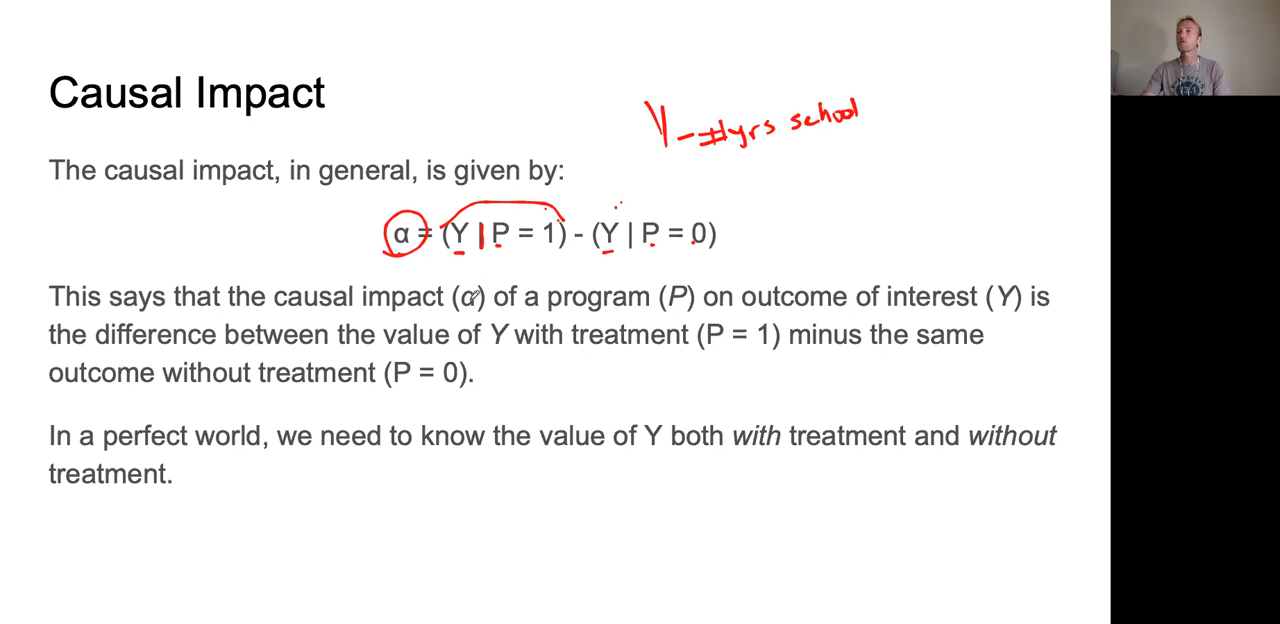 Causal Impact
Y - # yrs school
The causal impact, in general, is given by:
α = (Y | P = 1) - (Y | P = 0)
This says that the causal impact (α) of a program (P) on outcome of interest (Y) is
the difference between the value of Y with treatment (P = 1) minus the same
outcome without treatment (P = 0).
In a perfect world, we need to know the value of Y both with treatment and without
treatment.